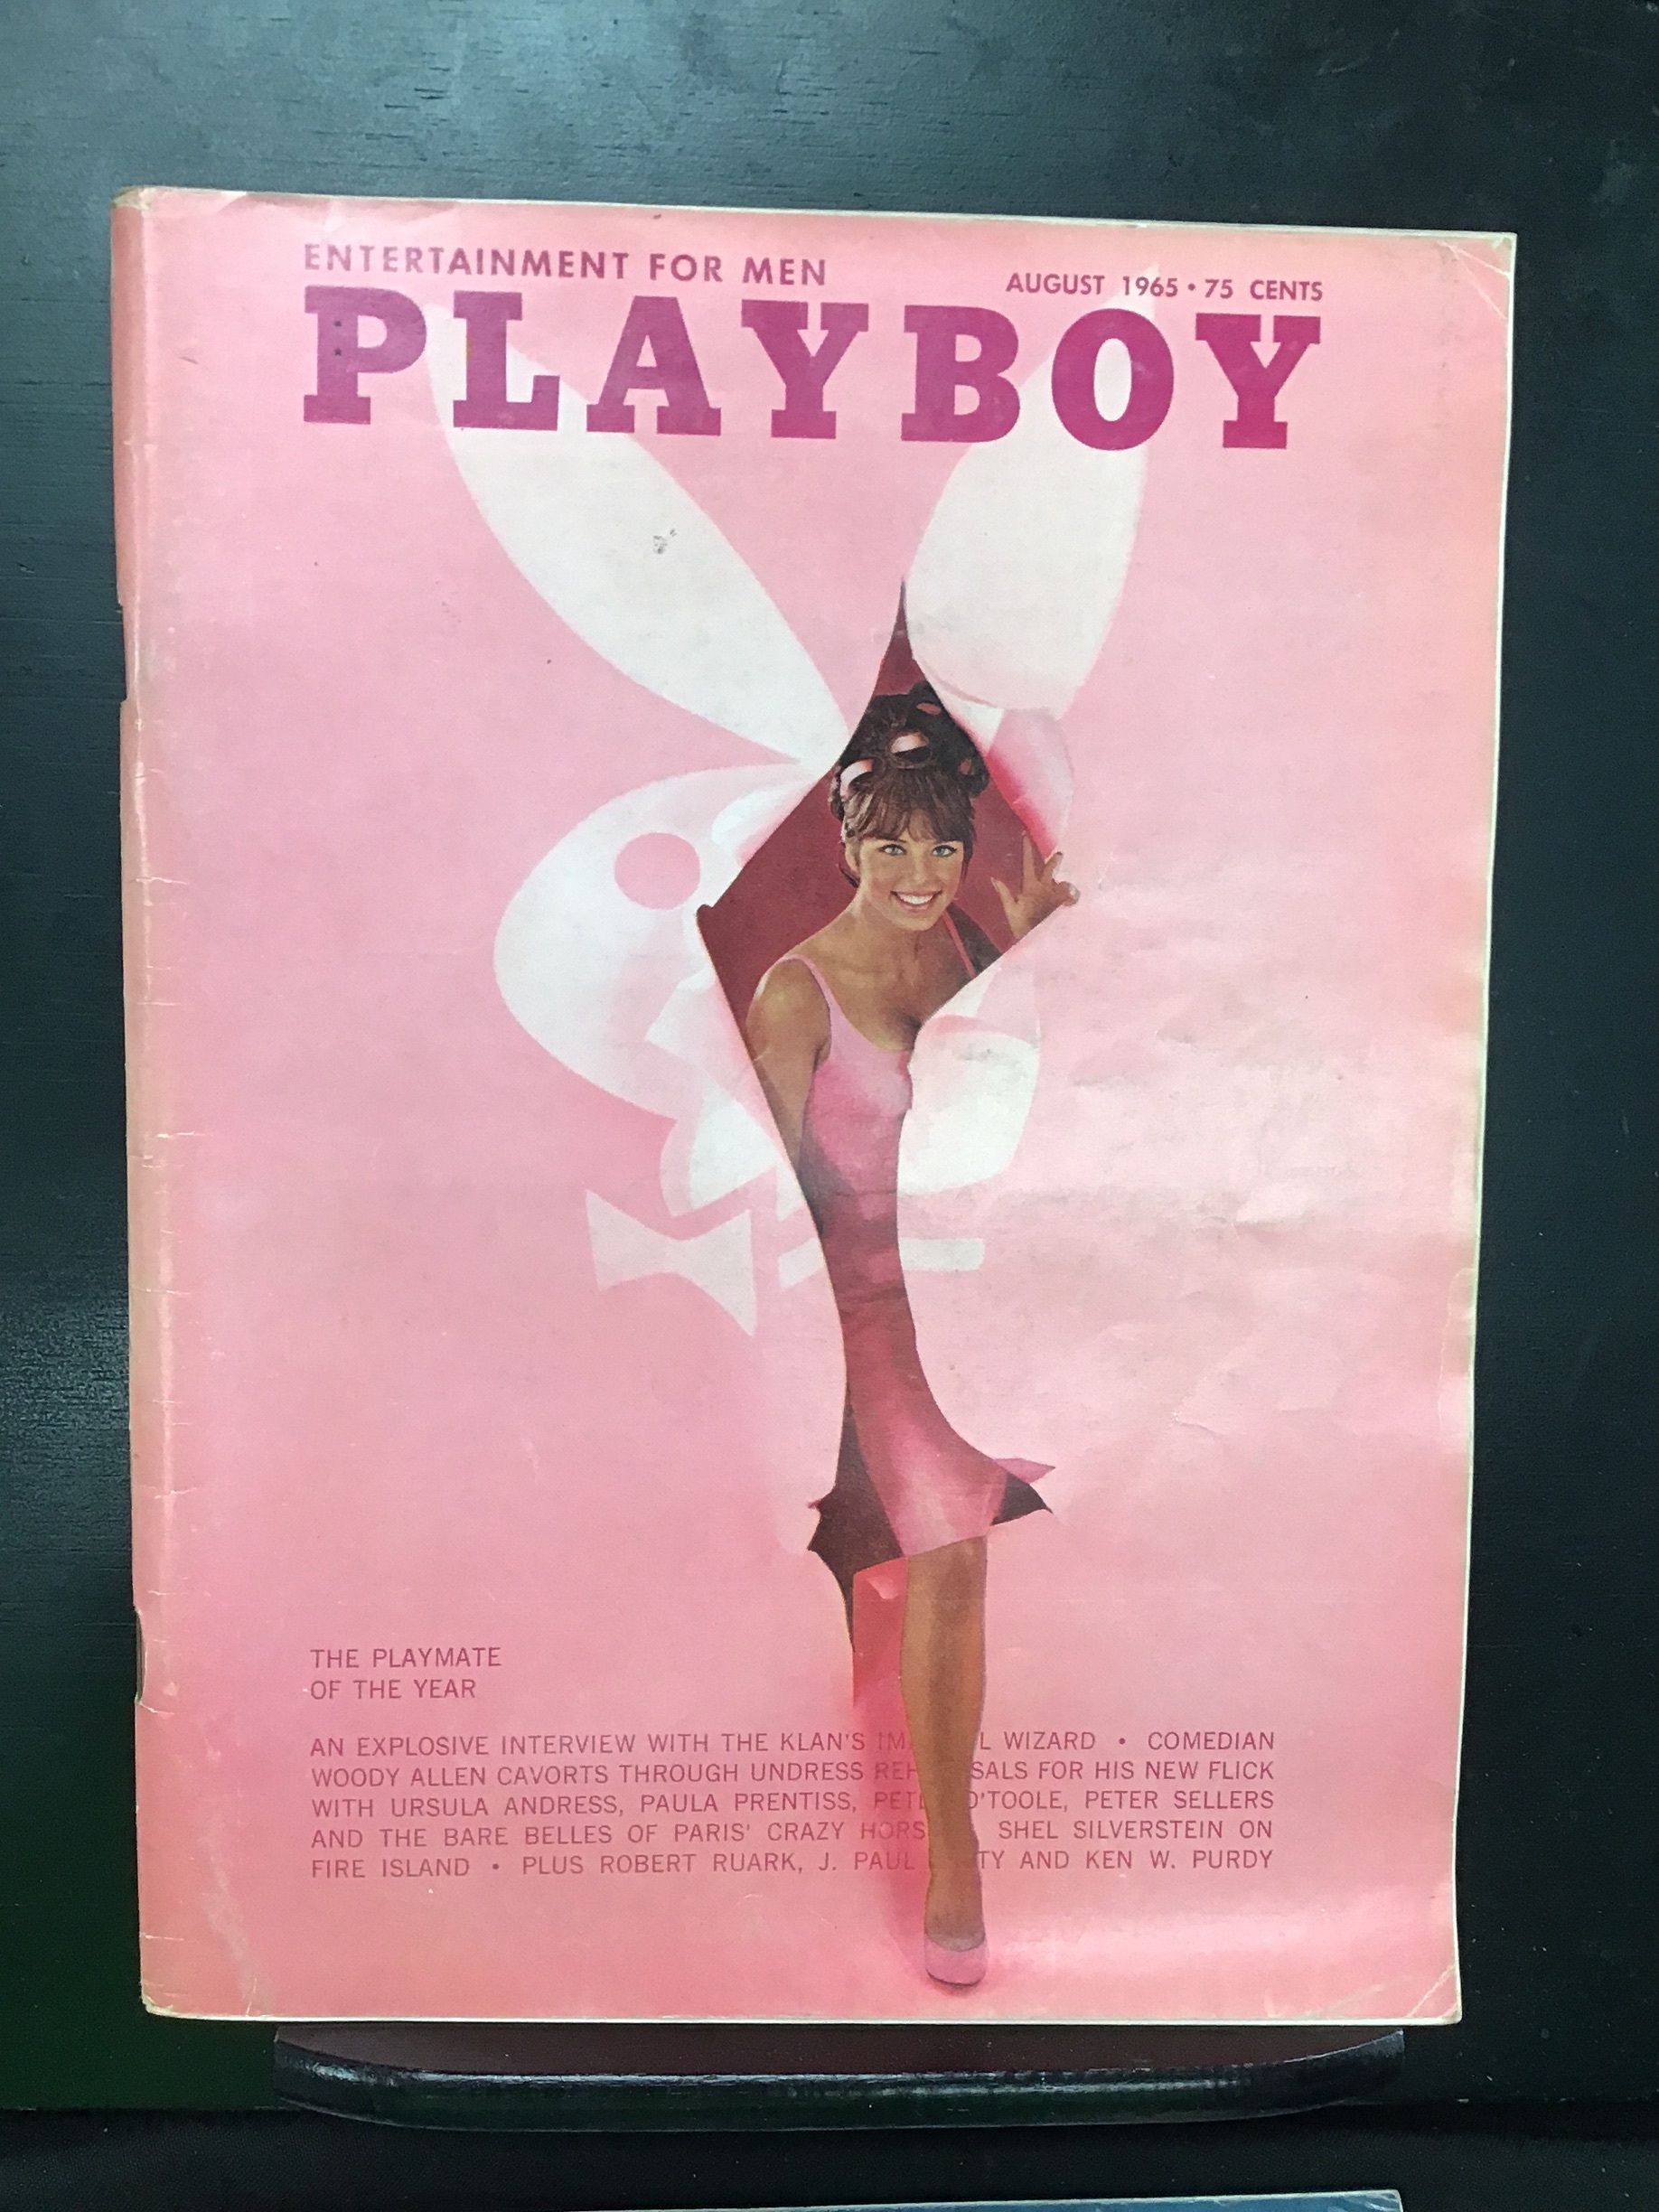 ENTERTAINMENT FOR MEN
AUGUST 1965 • 75 CENTS
PLAYBOY
THE PLAYMATE
OF THE YEAR
AN EXPLOSIVE INTERVIEW WITH THE KLAN'S WIZARD • COMEDIAN
WOODY ALLEN CAVORTS THROUGH UNDRESS FOR HIS NEW FLICK
WITH URSULA ANDRESS, PAULA PRENTISS, O'TOOLE, PETER SELLERS
AND THE BARE BELLES OF PARIS' CRAZY SHEL SILVERSTEIN ON
FIRE ISLAND • PLUS ROBERT RUARK, J. PAUL AND KEN W. PURDY